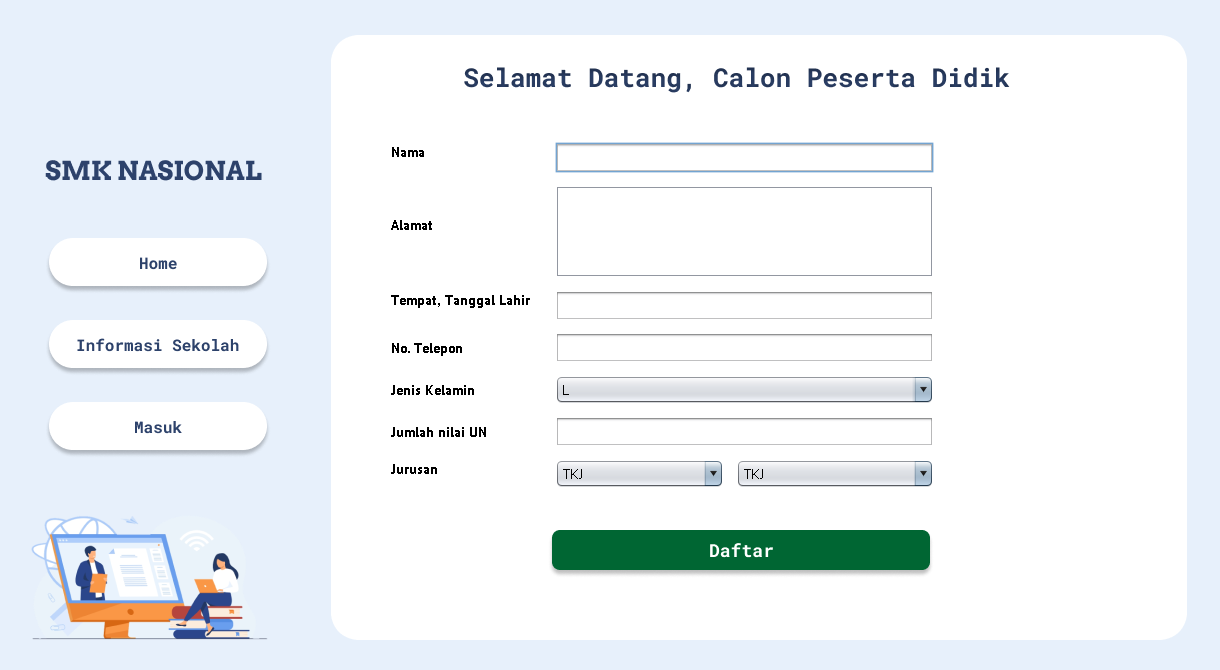 SMK NASIONAL
Home
Informasi Sekolah
Masuk
Selamat Datang, Calon Peserta Didik
Nama
Alamat
Tempat, Tanggal Lahir
No. Telepon
Jenis Kelamin L
Jumlah nilai UN
Jurusan TKJ TKJ
Daftar